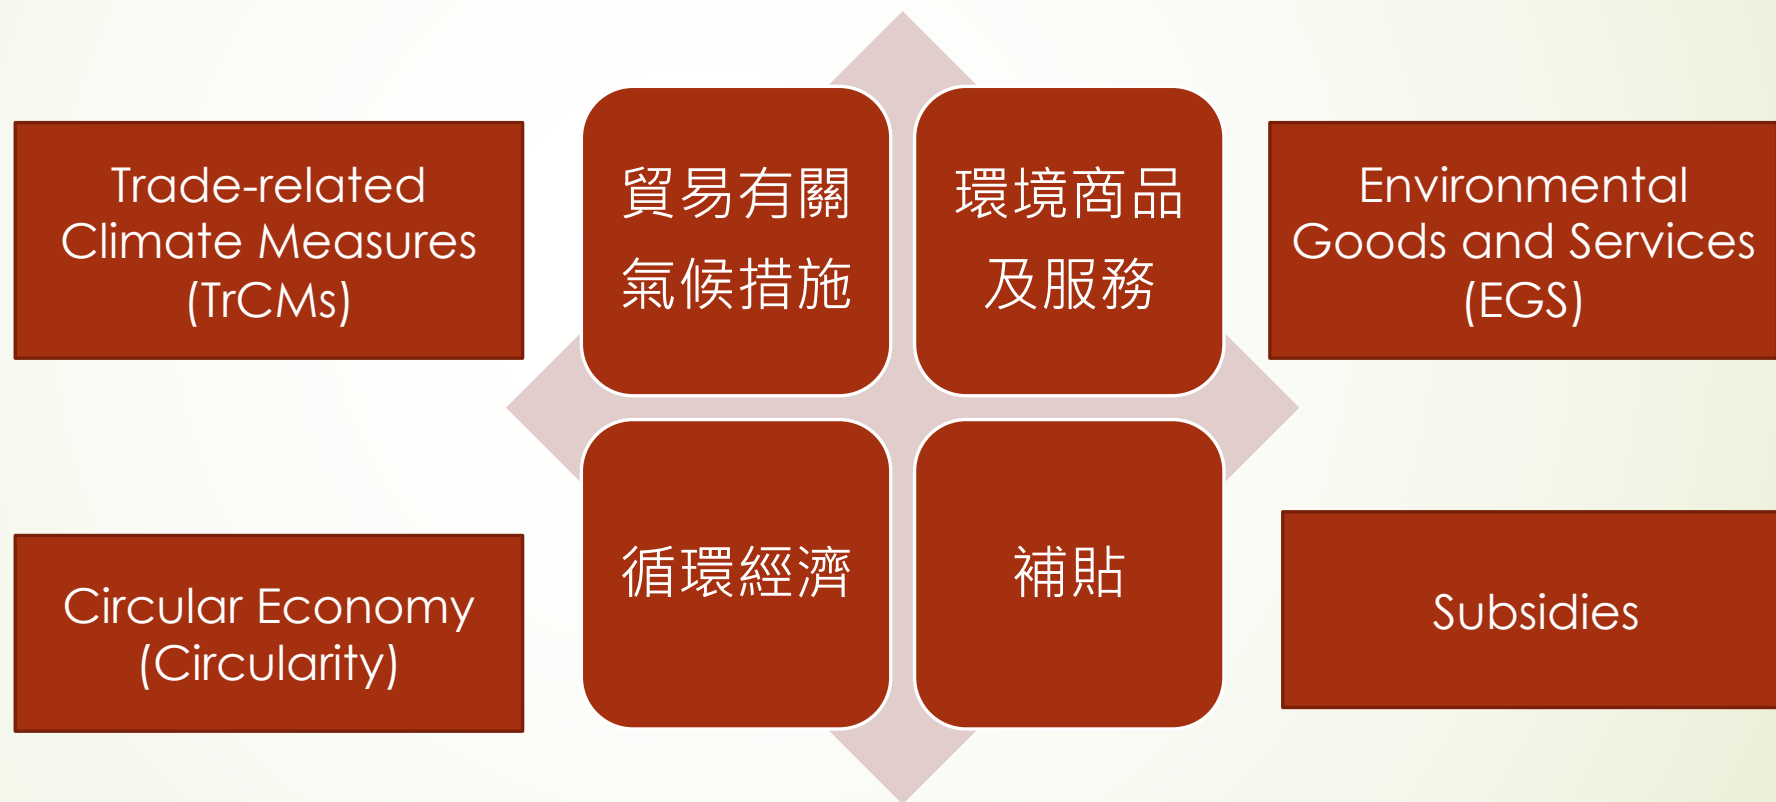 Trade-related
Climate Measures
(TrCMs)
貿易有關
氣候措施
環境商品
及服務
Environmental
Goods and Services
(EGS)
Circular Economy
(Circularity)
循環經濟
補貼
Subsidies